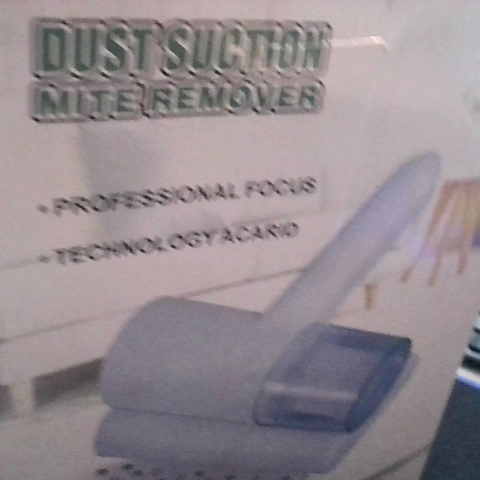 DUST SUCTION
MITE REMOVER
• PROFESSIONAL FOCUS
• TECHNOLOGY ACARID